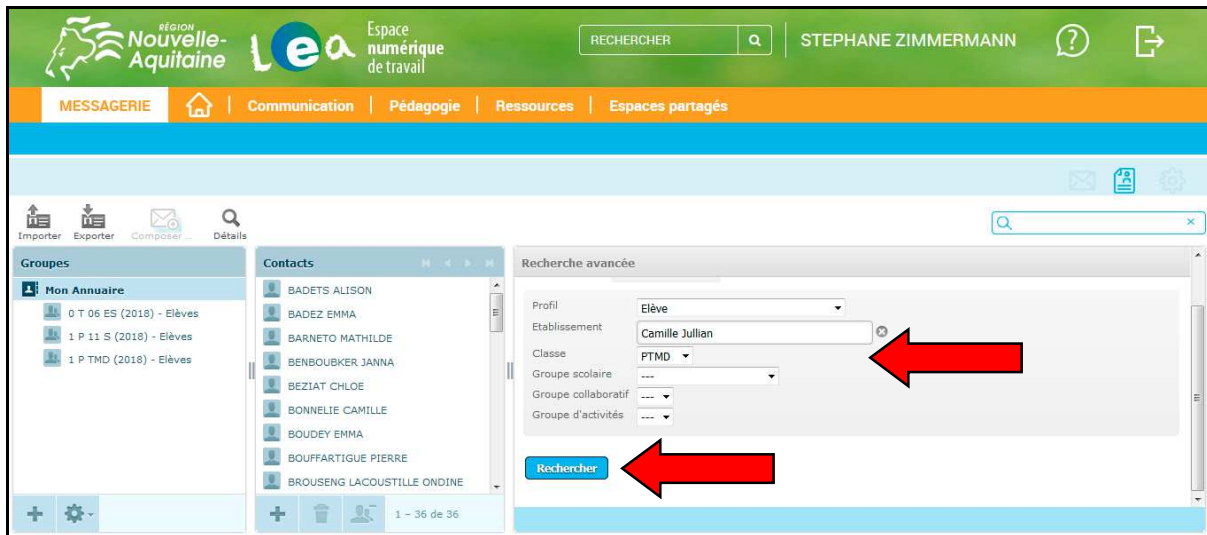 RÉGION
Nouvelle-
Aquitaine
Lea
Espace
numérique
de travail
RECHERCHER
STEPHANE ZIMMERMANN
?
MESSAGERIE
Communication
Pédagogie
Ressources
Espaces partagés
Importer
Exporter
Composer ...
Détails
Groupes
Mon Annuaire
0 T 06 ES (2018) - Elèves
1 P 11 S (2018) - Elèves
1 P TMD (2018) - Elèves
Contacts
BADETS ALISON
BADEZ EMMA
BARNETO MATHILDE
BENBOUBKER JANNA
BEZIAT CHLOE
BONNELIE CAMILLE
BOUDEY EMMA
BOUFFARTIGUE PIERRE
BROUSENG LACOUSTILLE ONDINE
1 - 36 de 36
Recherche avancée
Profil Elève
Etablissement Camille Jullian
Classe PTMD
Groupe scolaire ---
Groupe collaboratif ---
Groupe d'activités ---
Rechercher